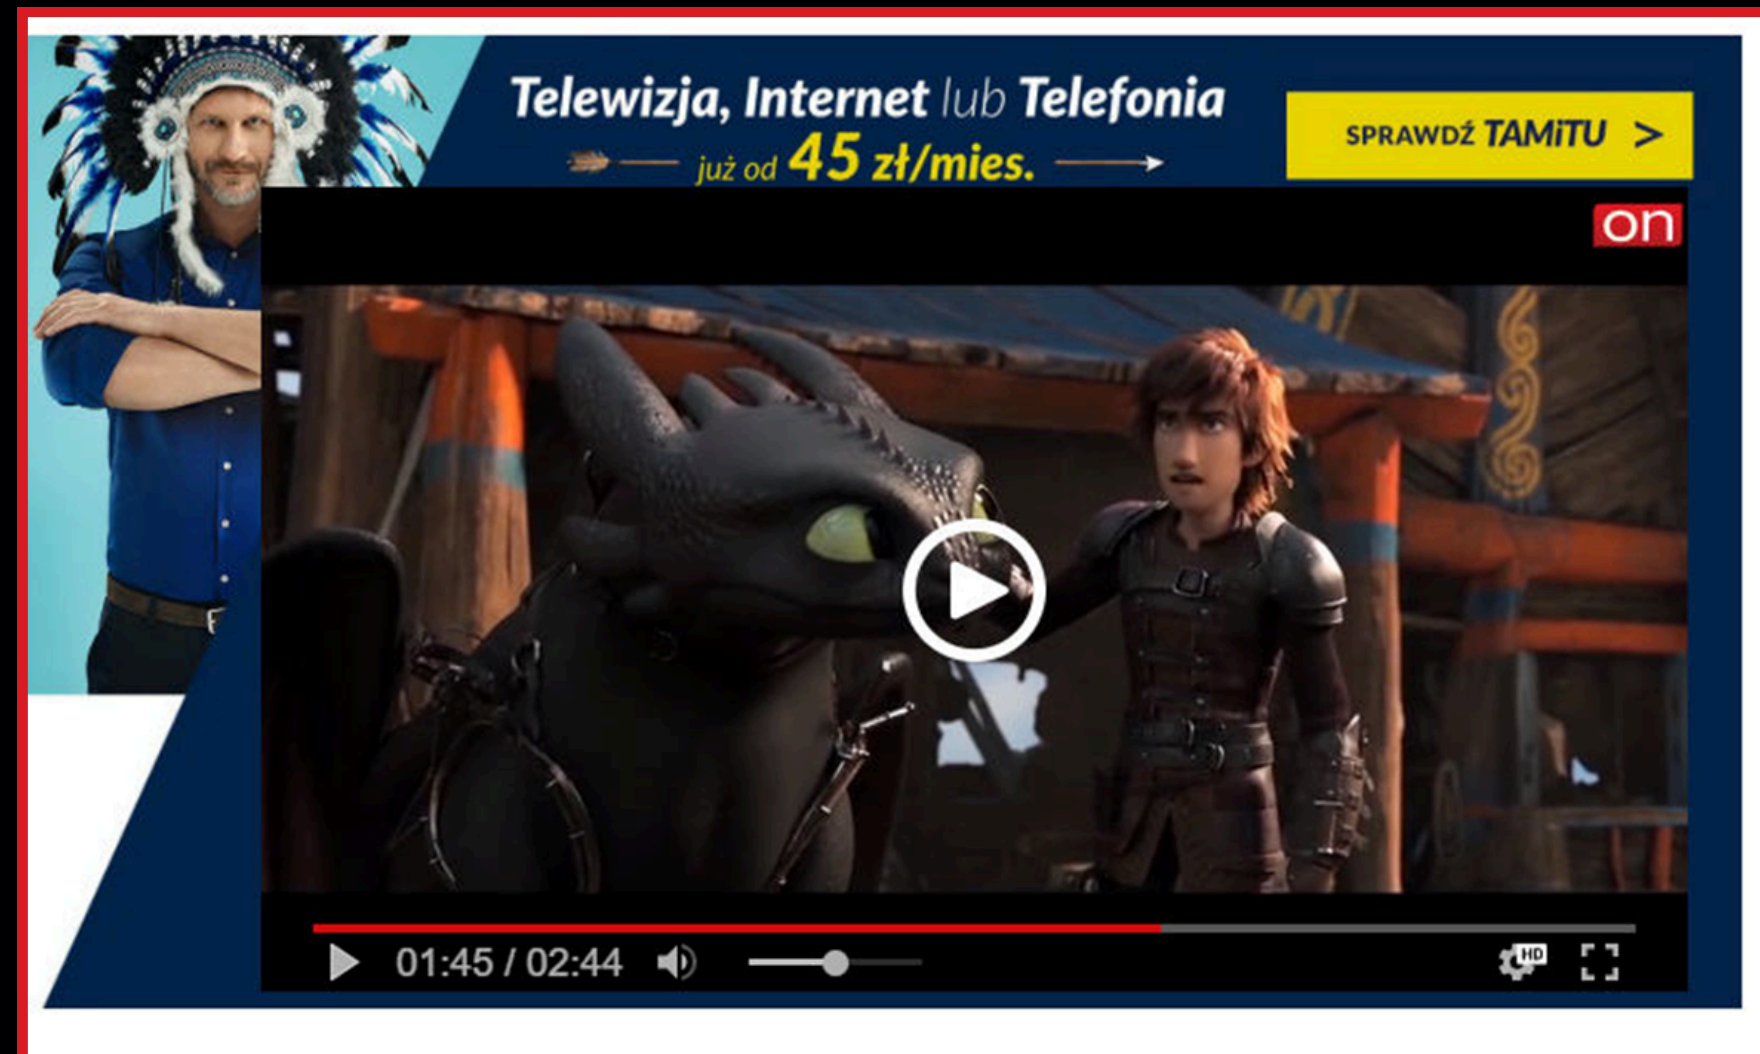 Telewizja, Internet lub Telefonia
już od 45 zł/mies.
SPRAWDŹ TAMiTU >
on
01:45 / 02:44
HD